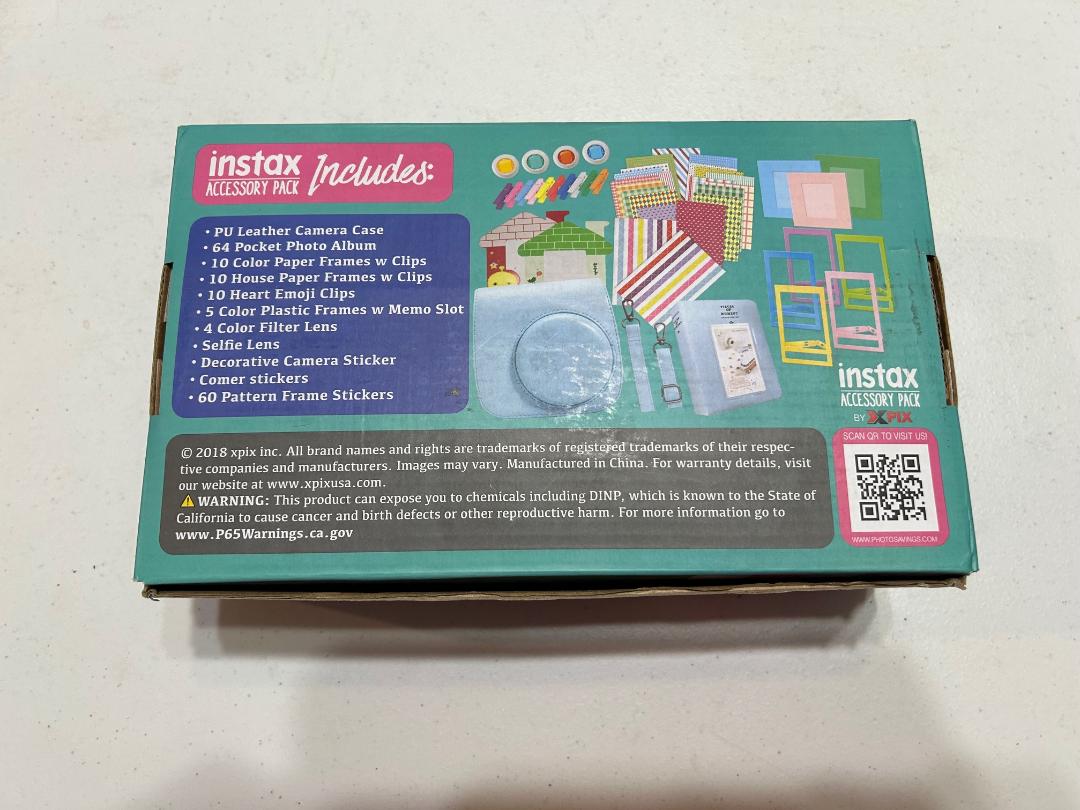 instax Includes:
ACCESSORY PACK
• PU Leather Camera Case
• 64 Pocket Photo Album
• 10 Color Paper Frames w Clips
• 10 House Paper Frames w Clips
• 10 Heart Emoji Clips
• 5 Color Plastic Frames w Memo Slot
• 4 Color Filter Lens
• Selfie Lens
• Decorative Camera Sticker
• Comer stickers
• 60 Pattern Frame Stickers
instax
ACCESSORY PACK
BY XPIX
© 2018 xpix inc. All brand names and rights are trademarks of registered trademarks of their respec-
tive companies and manufacturers. Images may vary. Manufactured in China. For warranty details, visit
our website at www.xpixusa.com.
⚠ WARNING: This product can expose you to chemicals including DINP, which is known to the State of
California to cause cancer and birth defects or other reproductive harm. For more information go to
www.P65Warnings.ca.gov
SCAN QR TO VISIT US!
WWW.PHOTOSAVINGS.COM